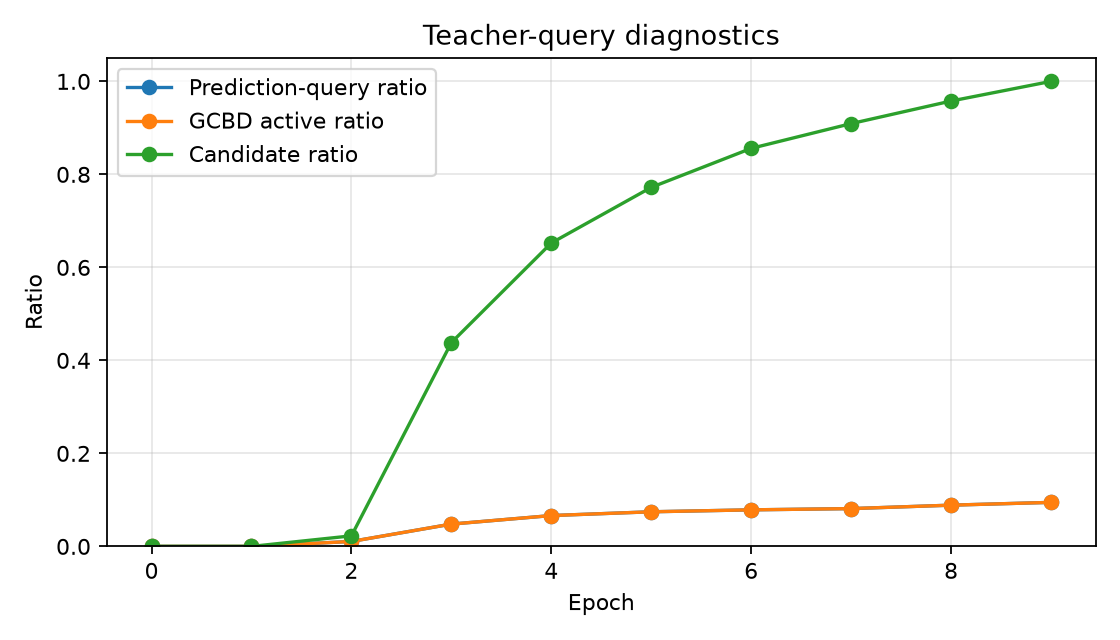 Teacher-query diagnostics
Prediction-query ratio
GCBD active ratio
Candidate ratio
1.0
0.8
0.6
0.4
0.2
0.0
Ratio
0 2 4 6 8
Epoch